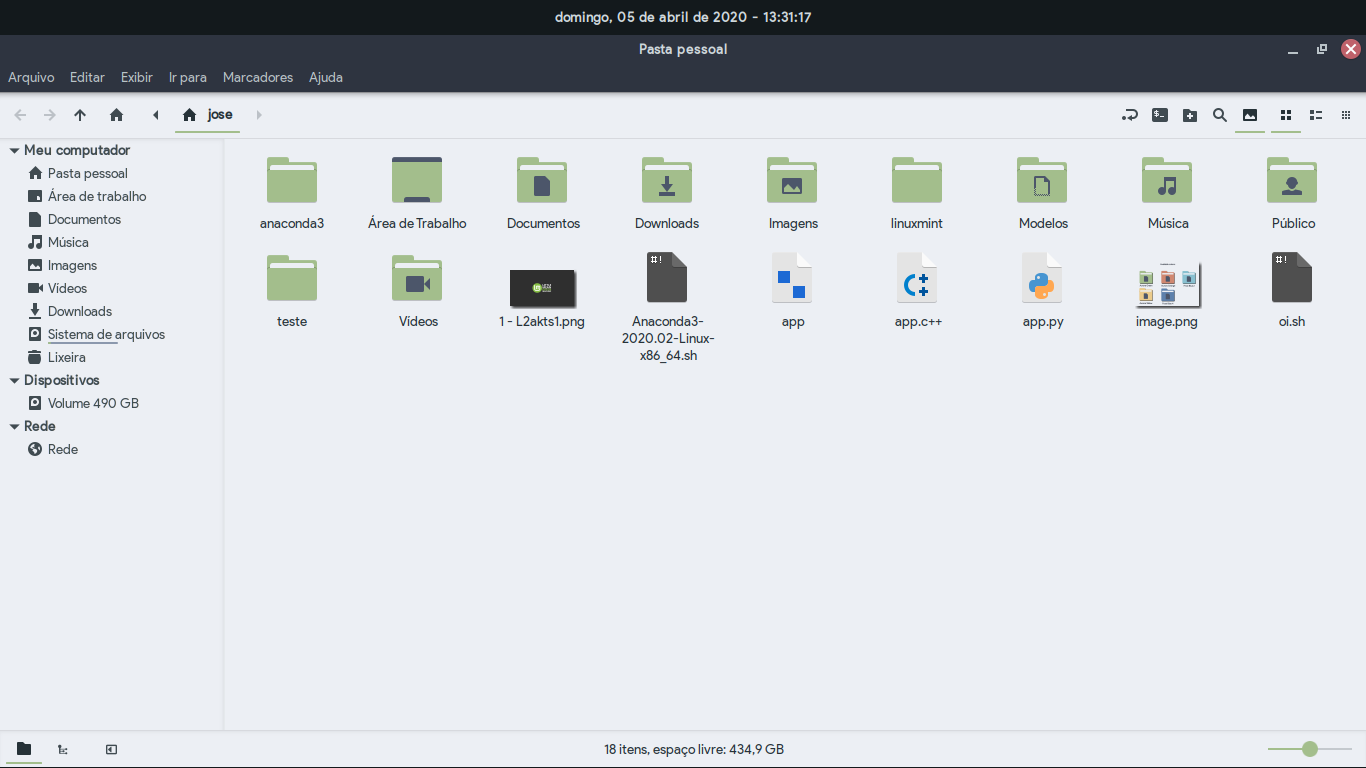 domingo, 05 de abril de 2020 - 13:31:17
Pasta pessoal
Arquivo Editar Exibir Ir para Marcadores Ajuda
jose
Meu computador
Pasta pessoal
Área de trabalho
Documentos
Música
Imagens
Vídeos
Downloads
Sistema de arquivos
Lixeira
Dispositivos
Volume 490 GB
Rede
Rede
anaconda3 Área de Trabalho Documentos Downloads Imagens linuxmint Modelos Música Público
teste Vídeos 1 - L2akts1.png Anaconda3- app app.c++ app.py image.png oi.sh
2020.02-Linux-
x86_64.sh
18 itens, espaço livre: 434,9 GB